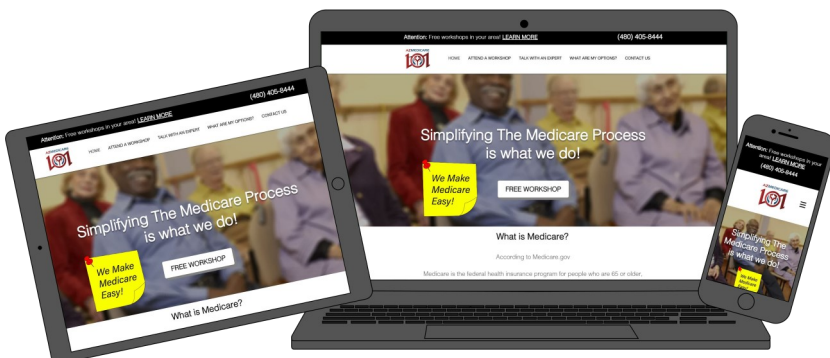 Attention: Free workshops in your area! LEARN MORE
(480) 405-8444
AZMEDICARE
101
HOME ATTEND A WORKSHOP TALK WITH AN EXPERT WHAT ARE MY OPTIONS? CONTACT US
Simplifying The Medicare Process
is what we do!
We Make
Medicare
Easy!
FREE WORKSHOP
What is Medicare?
Attention: Free workshops in your area! LEARN MORE
(480) 405-8444
AZMEDICARE
101
HOME ATTEND A WORKSHOP TALK WITH AN EXPERT WHAT ARE MY OPTIONS? CONTACT US
Simplifying The Medicare Process
is what we do!
We Make
Medicare
Easy!
FREE WORKSHOP
What is Medicare?
According to Medicare.gov
Medicare is the federal health insurance program for people who are 65 or older,
Attention: Free workshops in your
area! LEARN MORE
(480) 405-8444
AZMEDICARE
101
Simplifying The
Medicare Process
is what we do!
We Make
Medicare
Easy!